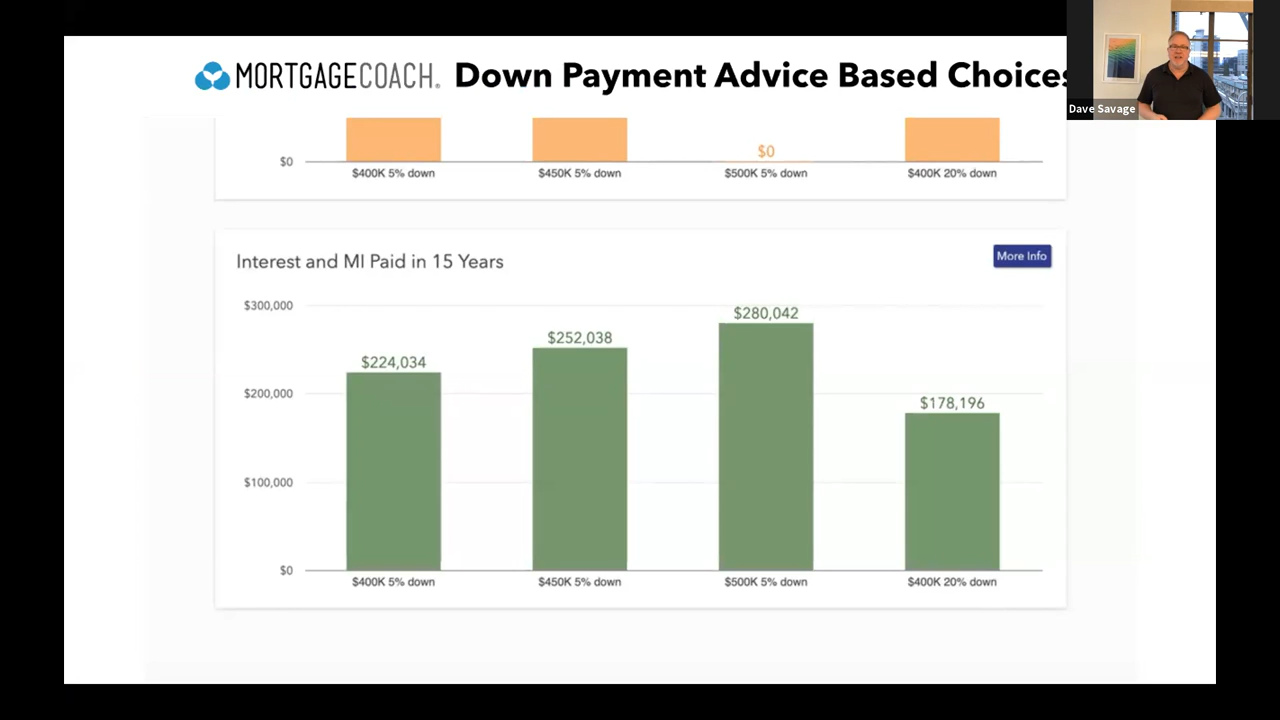 MORTGAGECOACH® Down Payment Advice Based Choices
Dave Savage
$0
$0
$400K 5% down $450K 5% down $500K 5% down $400K 20% down
Interest and MI Paid in 15 Years
More Info
$300,000
$200,000
$100,000
$0
$224,034
$252,038
$280,042
$178,196
$400K 5% down $450K 5% down $500K 5% down $400K 20% down